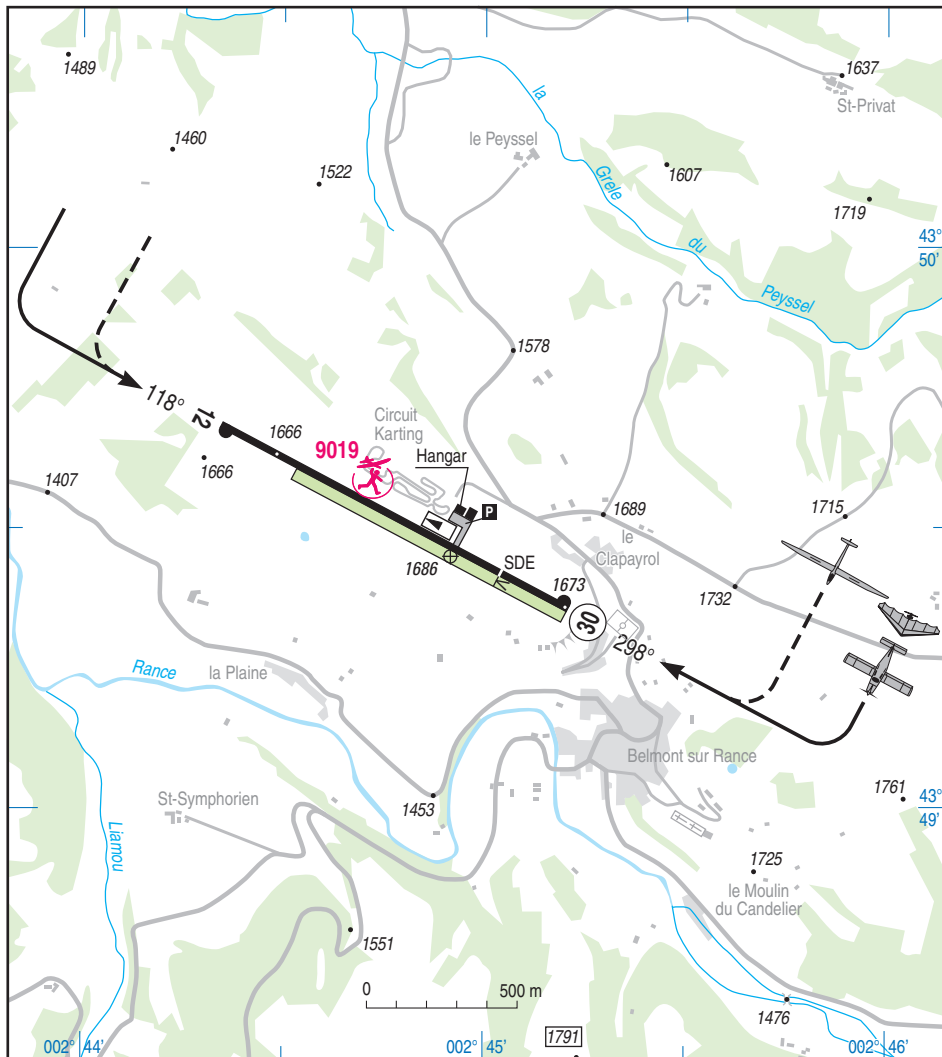 1489
1637
St-Privat
la
1460
le Peyssel
1522
1607
Grele
1719
du
43°
50'
Peyssel
1578
118°
12
Circuit
Karting
1666
9019
Hangar
1666
1407
P
1689
1715
le
Clapayrol
1686
SDE
1673
1732
30
298°
Rance
la Plaine
Belmont sur Rance
St-Symphorien
1453
1761
43°
49'
Liamou
1725
le Moulin
du Candelier
1551
0
500 m
1476
002° 44'
002° 45'
1791
002° 46'